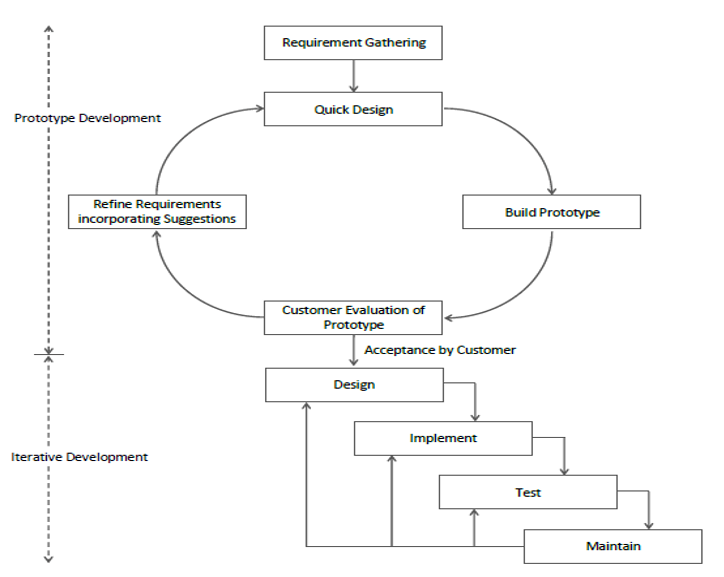 Requirement Gathering
Quick Design
Prototype Development
Refine Requirements
incorporating Suggestions
Build Prototype
Customer Evaluation of
Prototype
Acceptance by Customer
Design
Implement
Iterative Development
Test
Maintain